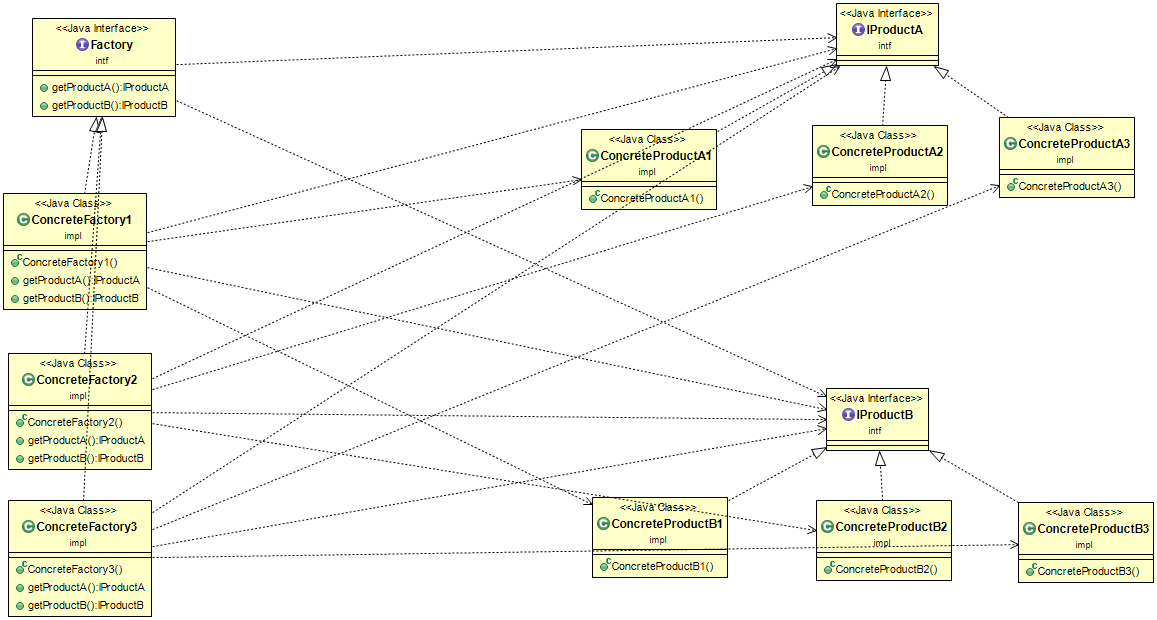 <<Java Interface>>
Factory
intf
getProductA():IProductA
getProductB():IProductB
<<Java Interface>>
IProductA
intf
<<Java Class>>
ConcreteProductA1
impl
ConcreteProductA1()
<<Java Class>>
ConcreteProductA2
impl
ConcreteProductA2()
<<Java Class>>
ConcreteProductA3
impl
ConcreteProductA3()
<<Java Class>>
ConcreteFactory1
impl
ConcreteFactory1()
getProductA():IProductA
getProductB():IProductB
<<Java Class>>
ConcreteFactory2
impl
ConcreteFactory2()
getProductA():IProductA
getProductB():IProductB
<<Java Interface>>
IProductB
intf
<<Java Class>>
ConcreteFactory3
impl
ConcreteFactory3()
getProductA():IProductA
getProductB():IProductB
<<Java Class>>
ConcreteProductB1
impl
ConcreteProductB1()
<<Java Class>>
ConcreteProductB2
impl
ConcreteProductB2()
<<Java Class>>
ConcreteProductB3
impl
ConcreteProductB3()